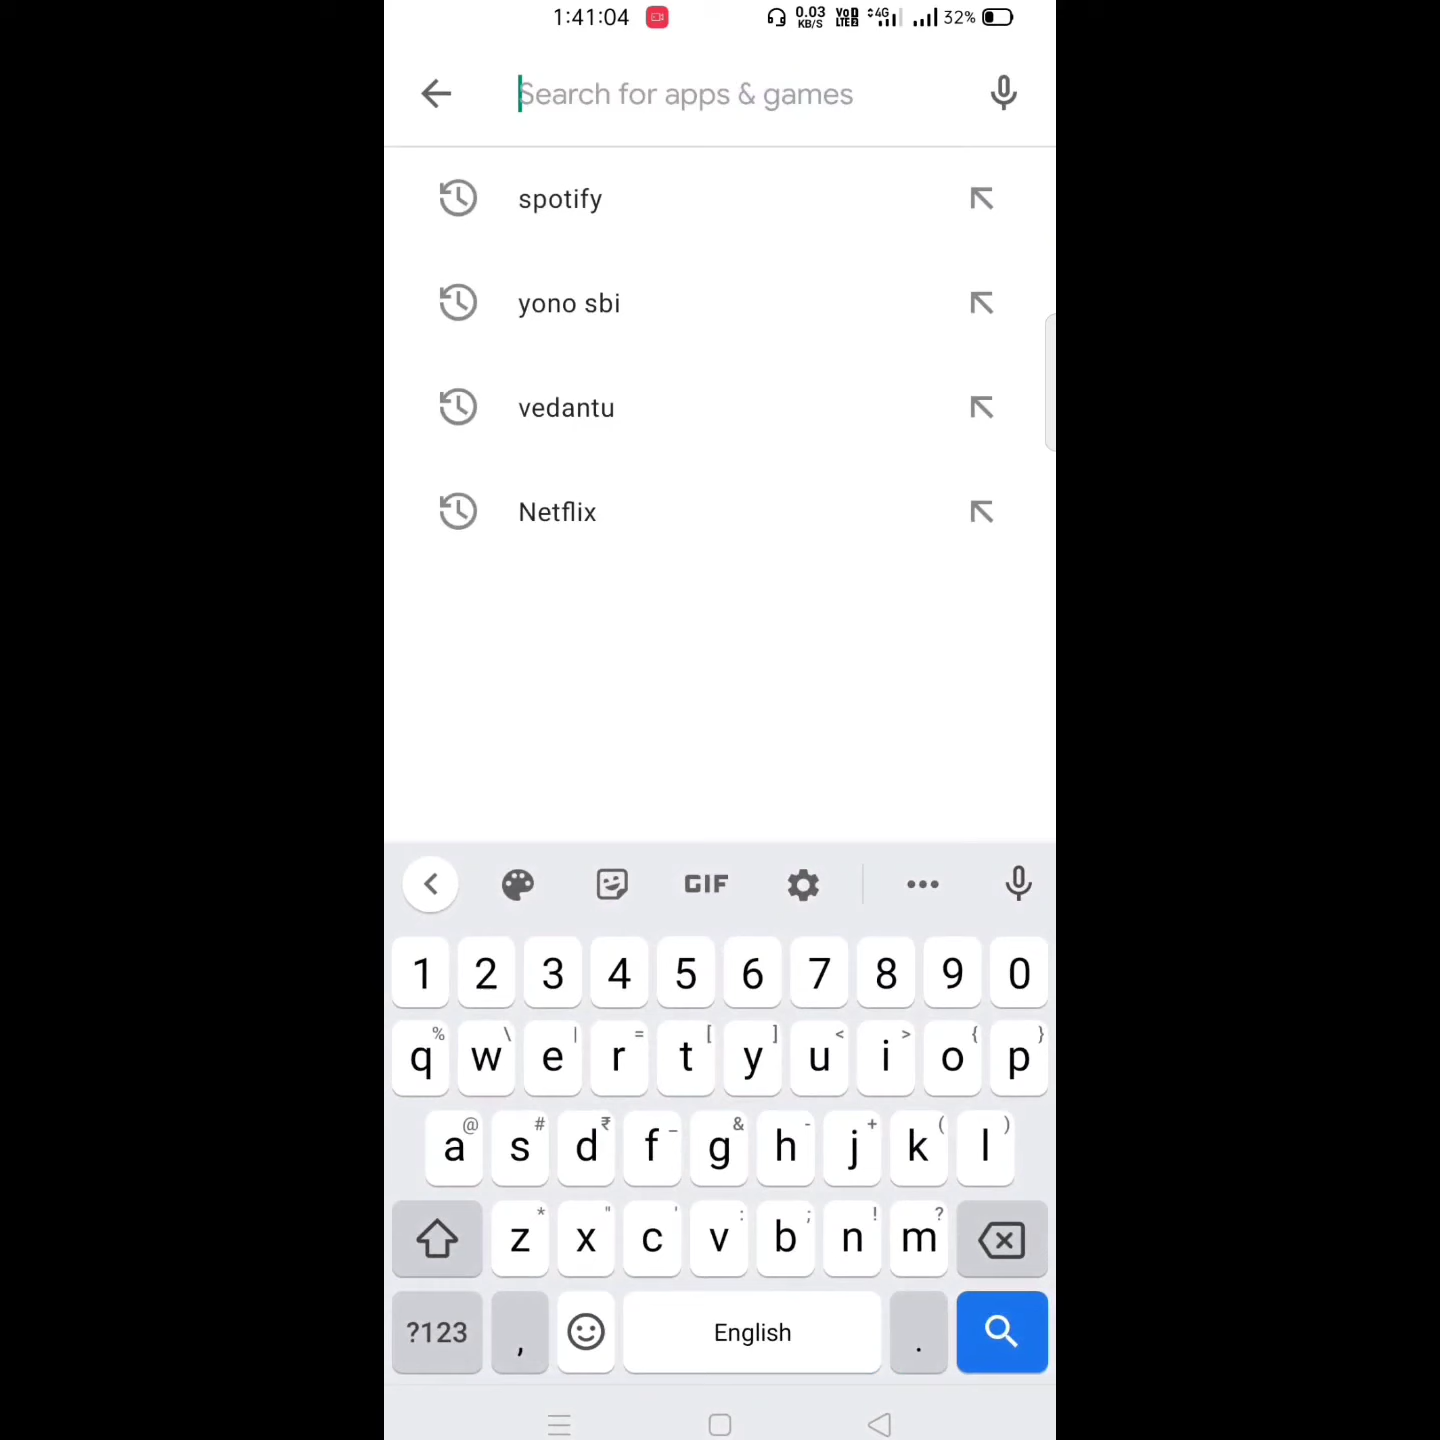 1:41:04 0.03 KB/S VoD LTE2 4G 32%
Search for apps & games
spotify
yono sbi
vedantu
Netflix
GIF
1 2 3 4 5 6 7 8 9 0
% \ | = [ ] < > { }
q w e r t y u i o p
@ # ₹ _ & - + ( )
a s d f g h j k l
* " ' : ; ! ?
z x c v b n m
?123 , English .